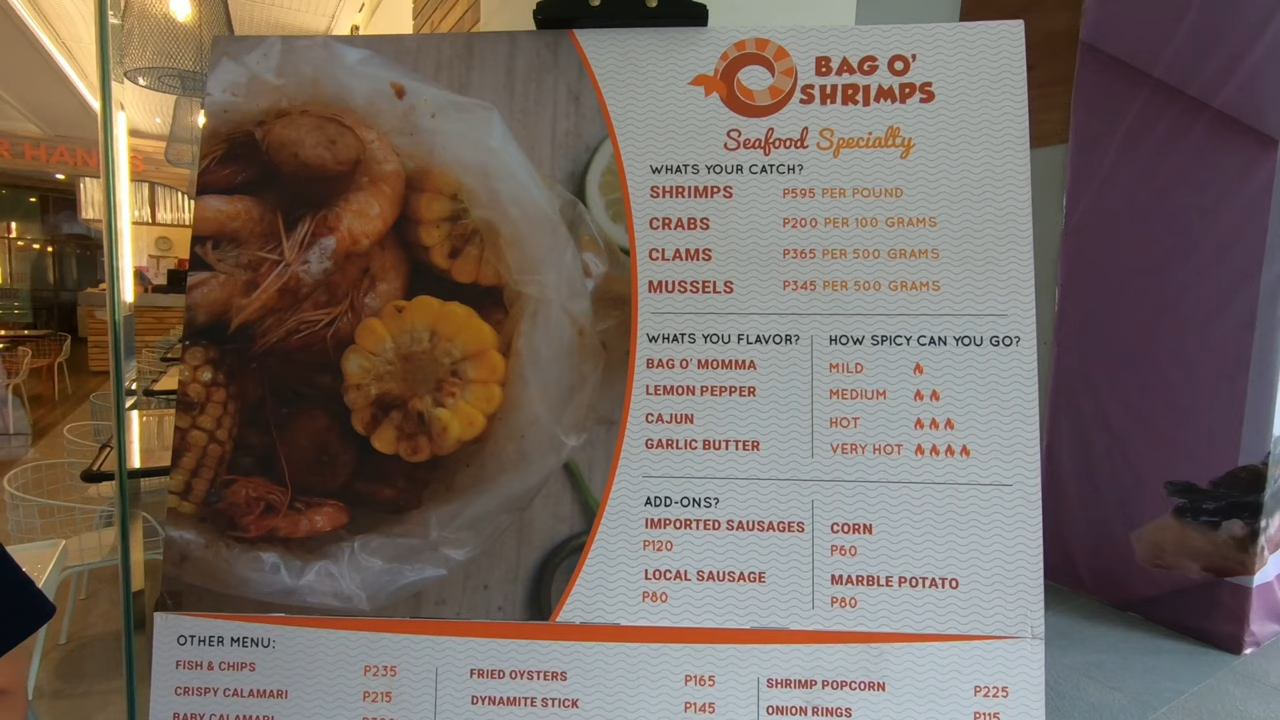 R HAN
BAG O'
SHRIMPS
Seafood Specialty
WHATS YOUR CATCH?
SHRIMPS P595 PER POUND
CRABS P200 PER 100 GRAMS
CLAMS P365 PER 500 GRAMS
MUSSELS P345 PER 500 GRAMS
WHATS YOU FLAVOR?
BAG O' MOMMA
LEMON PEPPER
CAJUN
GARLIC BUTTER
HOW SPICY CAN YOU GO?
MILD
MEDIUM
HOT
VERY HOT
ADD-ONS?
IMPORTED SAUSAGES
P120
LOCAL SAUSAGE
P80
CORN
P60
MARBLE POTATO
P80
OTHER MENU:
FISH & CHIPS P235
CRISPY CALAMARI P215
BABY CALAMARI
FRIED OYSTERS P165
DYNAMITE STICK P145
SHRIMP POPCORN P225
ONION RINGS P115